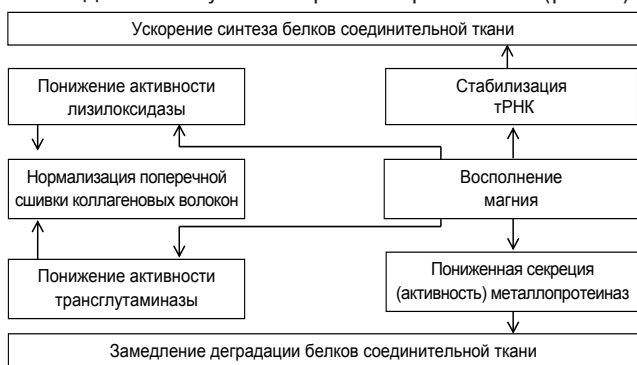 Ускорение синтеза белков соединительной ткани
Понижение активности
лизилоксидазы
Стабилизация
тРНК
Нормализация поперечной
сшивки коллагеновых волокон
Восполнение
магния
Понижение активности
трансглутаминазы
Пониженная секреция
(активность) металлопротеиназ
Замедление деградации белков соединительной ткани